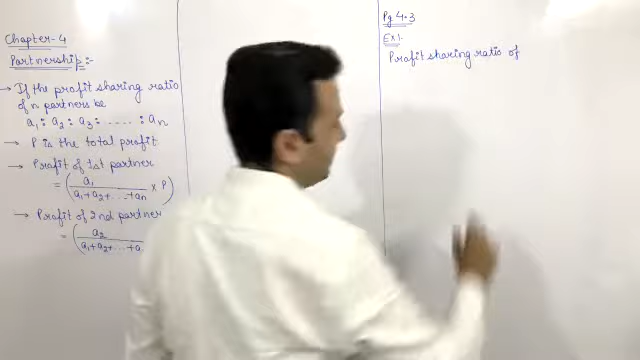 Chapter-4
Partnership:-
→ If the profit sharing ratio
of n partners be
a₁ : a₂ : a₃ : ..... : an
→ P is the total profit
→ Profit of 1st partner
= (a₁ / a₁+a₂+...+an × P)
→ Profit of 2nd partner
= (a₂ / a₁+a₂+...+a
Pg 4.3
Ex 1.
Profit sharing ratio of